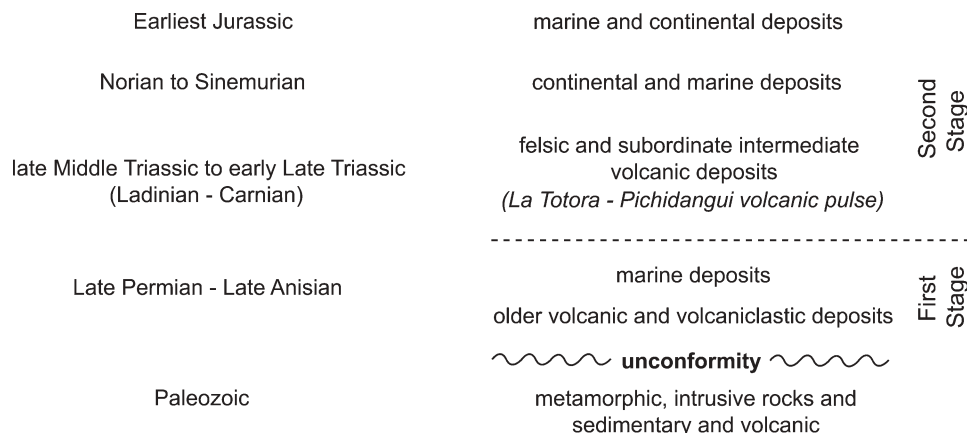 Earliest Jurassic
marine and continental deposits
Norian to Sinemurian
continental and marine deposits
late Middle Triassic to early Late Triassic
(Ladinian - Carnian)
felsic and subordinate intermediate
volcanic deposits
(La Totora - Pichidangui volcanic pulse)
Second
Stage
Late Permian - Late Anisian
marine deposits
older volcanic and volcaniclastic deposits
First
Stage
unconformity
Paleozoic
metamorphic, intrusive rocks and
sedimentary and volcanic